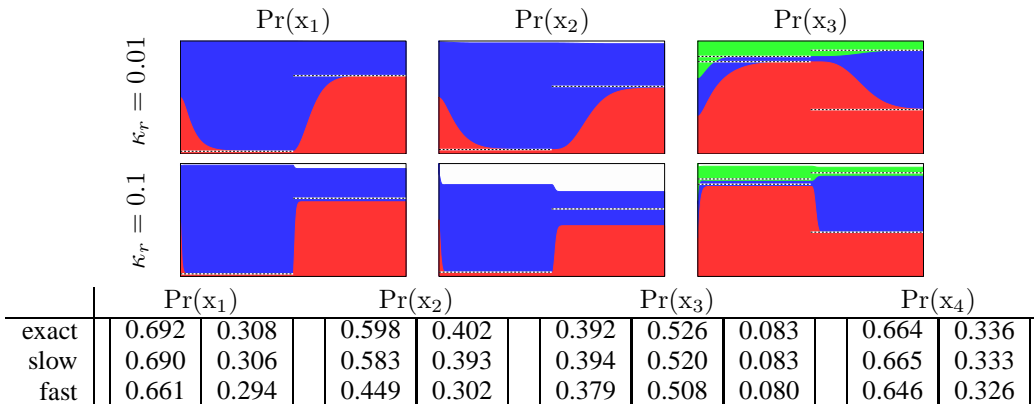 Pr(x₁) Pr(x₂) Pr(x₃)
κᵣ = 0.01
κᵣ = 0.1
Pr(x₁) Pr(x₂) Pr(x₃) Pr(x₄)
exact 0.692 0.308 0.598 0.402 0.392 0.526 0.083 0.664 0.336
slow 0.690 0.306 0.583 0.393 0.394 0.520 0.083 0.665 0.333
fast 0.661 0.294 0.449 0.302 0.379 0.508 0.080 0.646 0.326